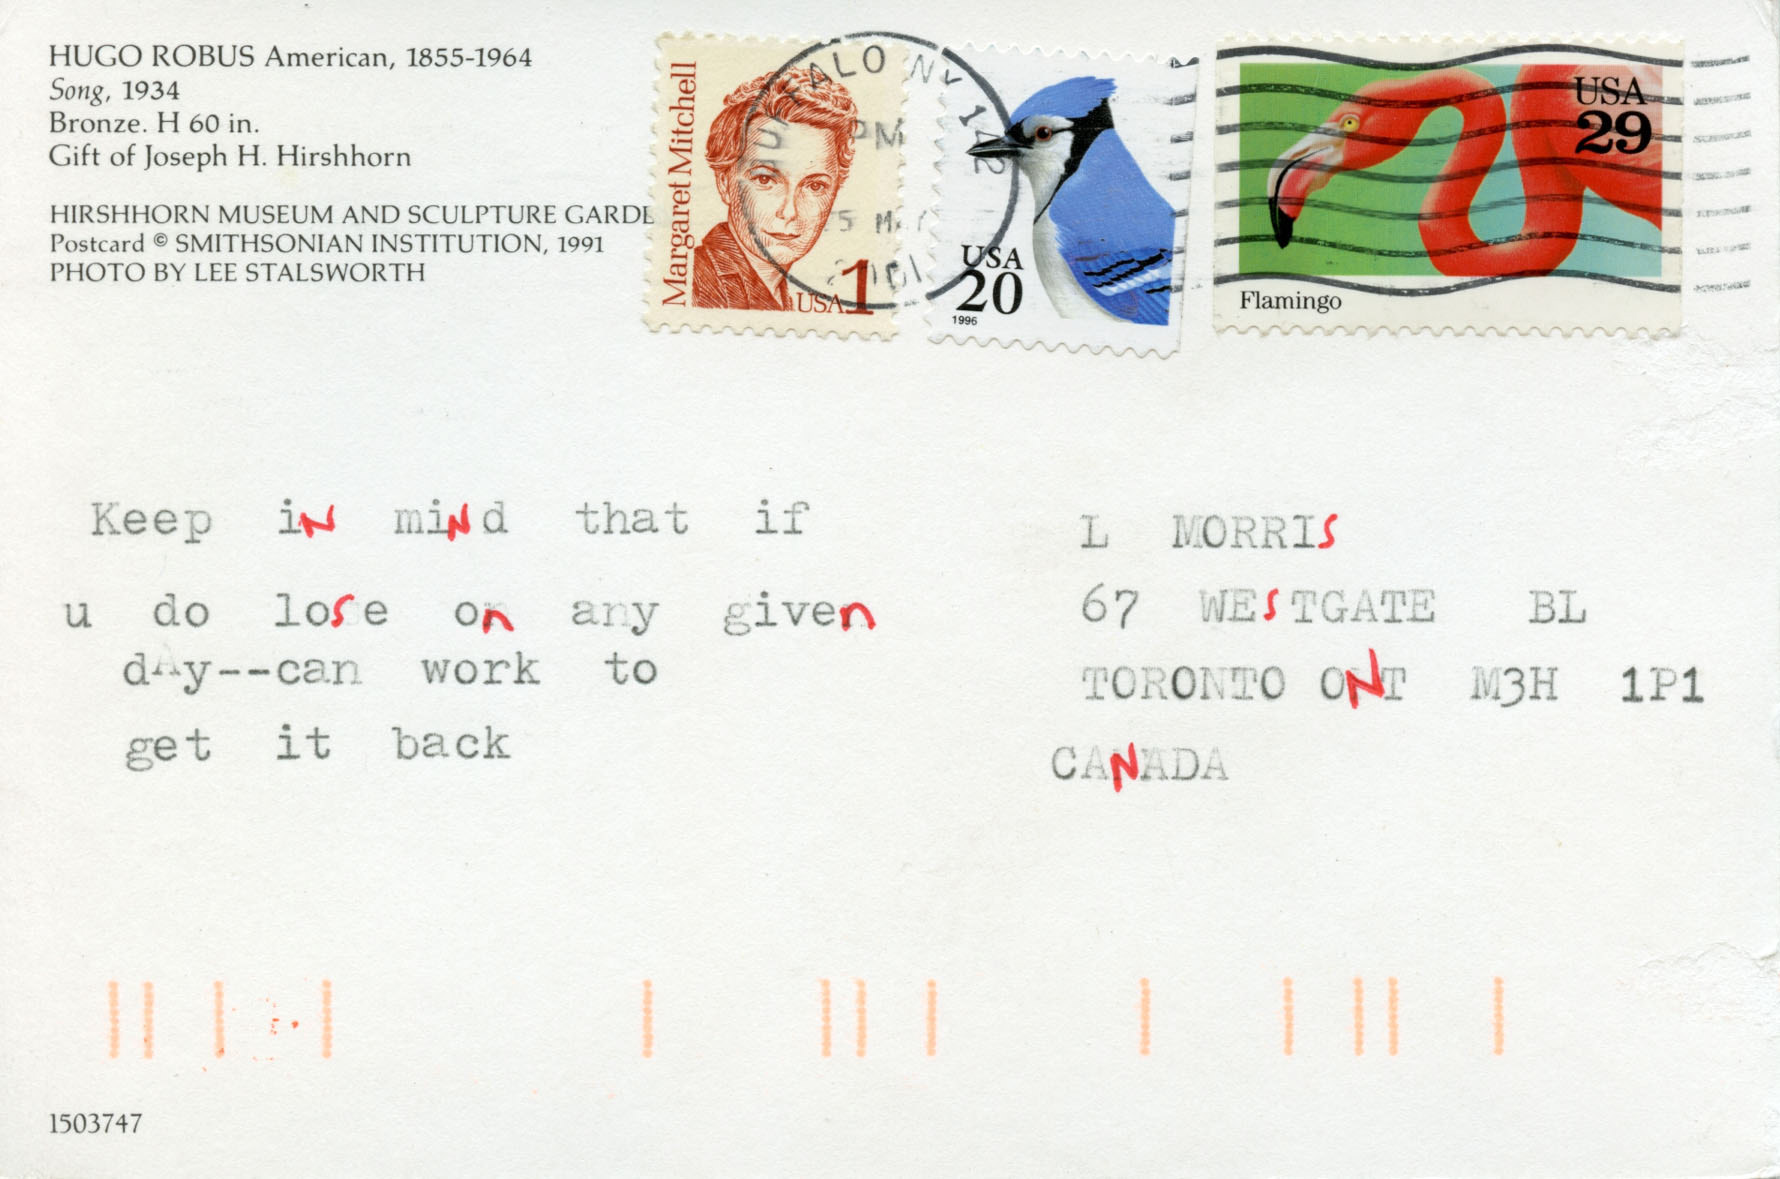 HUGO ROBUS American, 1855-1964
Song, 1934
Bronze. H 60 in.
Gift of Joseph H. Hirshhorn
HIRSHHORN MUSEUM AND SCULPTURE GARDE
Postcard © SMITHSONIAN INSTITUTION, 1991
PHOTO BY LEE STALSWORTH
Margaret Mitchell
USA 1
NY 142
PM
USA
20
1996
USA
29
Flamingo
Keep iN miNd that if
u do lose on any given
dAy--can work to
get it back
L MORRIS
67 WESTGATE BL
TORONTO ONT M3H 1P1
CANADA
1503747